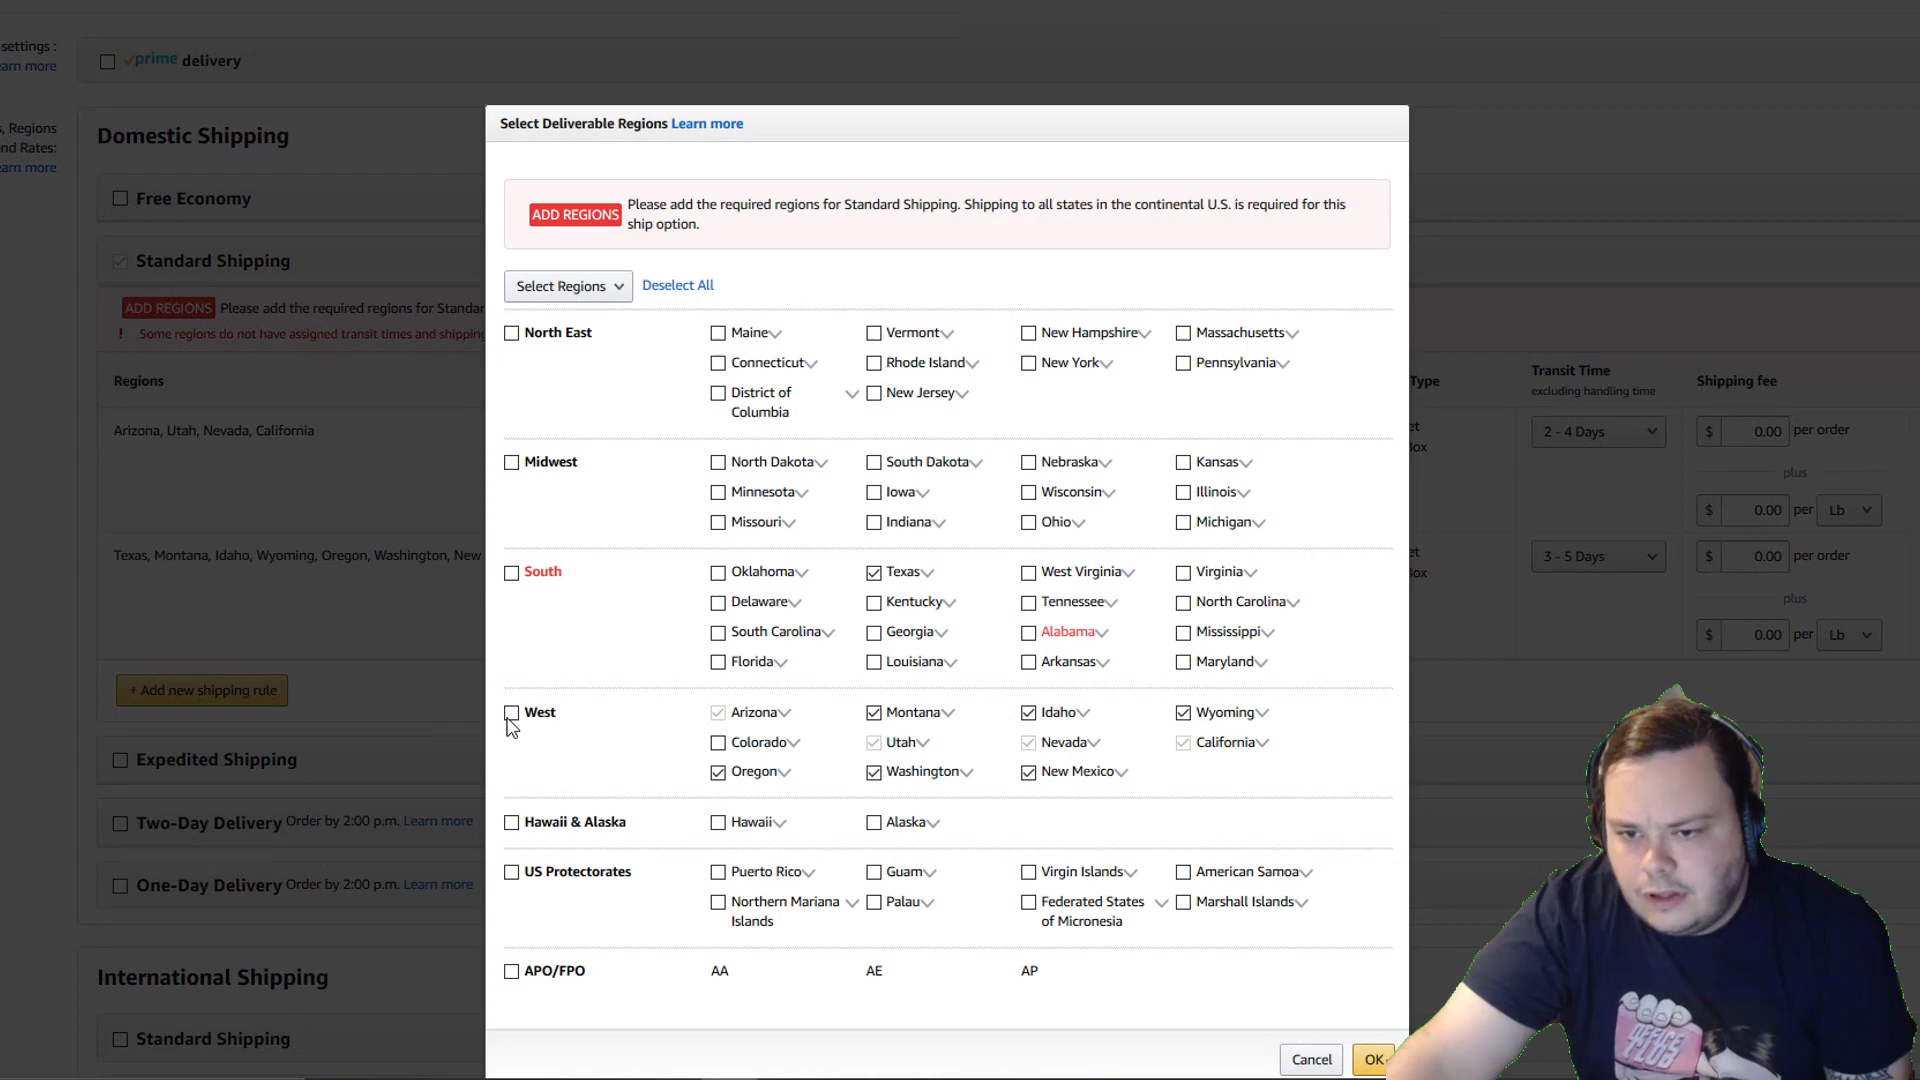 settings :
earn more
prime delivery
s, Regions
nd Rates:
earn more
Domestic Shipping
Free Economy
Standard Shipping
ADD REGIONS Please add the required regions for Standar
! Some regions do not have assigned transit times and shipping
Regions
Type
Transit Time
excluding handling time
Shipping fee
Arizona, Utah, Nevada, California
et
ox
2 - 4 Days
$ 0.00 per order
plus
$ 0.00 per Lb
Texas, Montana, Idaho, Wyoming, Oregon, Washington, New
et
ox
3 - 5 Days
$ 0.00 per order
plus
$ 0.00 per Lb
+ Add new shipping rule
Expedited Shipping
Two-Day Delivery Order by 2:00 p.m. Learn more
One-Day Delivery Order by 2:00 p.m. Learn more
International Shipping
Standard Shipping
Select Deliverable Regions Learn more
ADD REGIONS Please add the required regions for Standard Shipping. Shipping to all states in the continental U.S. is required for this
ship option.
Select Regions Deselect All
North East Maine Vermont New Hampshire Massachusetts
Connecticut Rhode Island New York Pennsylvania
District of
Columbia New Jersey
Midwest North Dakota South Dakota Nebraska Kansas
Minnesota Iowa Wisconsin Illinois
Missouri Indiana Ohio Michigan
South Oklahoma Texas West Virginia Virginia
Delaware Kentucky Tennessee North Carolina
South Carolina Georgia Alabama Mississippi
Florida Louisiana Arkansas Maryland
West Arizona Montana Idaho Wyoming
Colorado Utah Nevada California
Oregon Washington New Mexico
Hawaii & Alaska Hawaii Alaska
US Protectorates Puerto Rico Guam Virgin Islands American Samoa
Northern Mariana
Islands Palau Federated States
of Micronesia Marshall Islands
APO/FPO AA AE AP
Cancel OK
OFFICE
CLUB